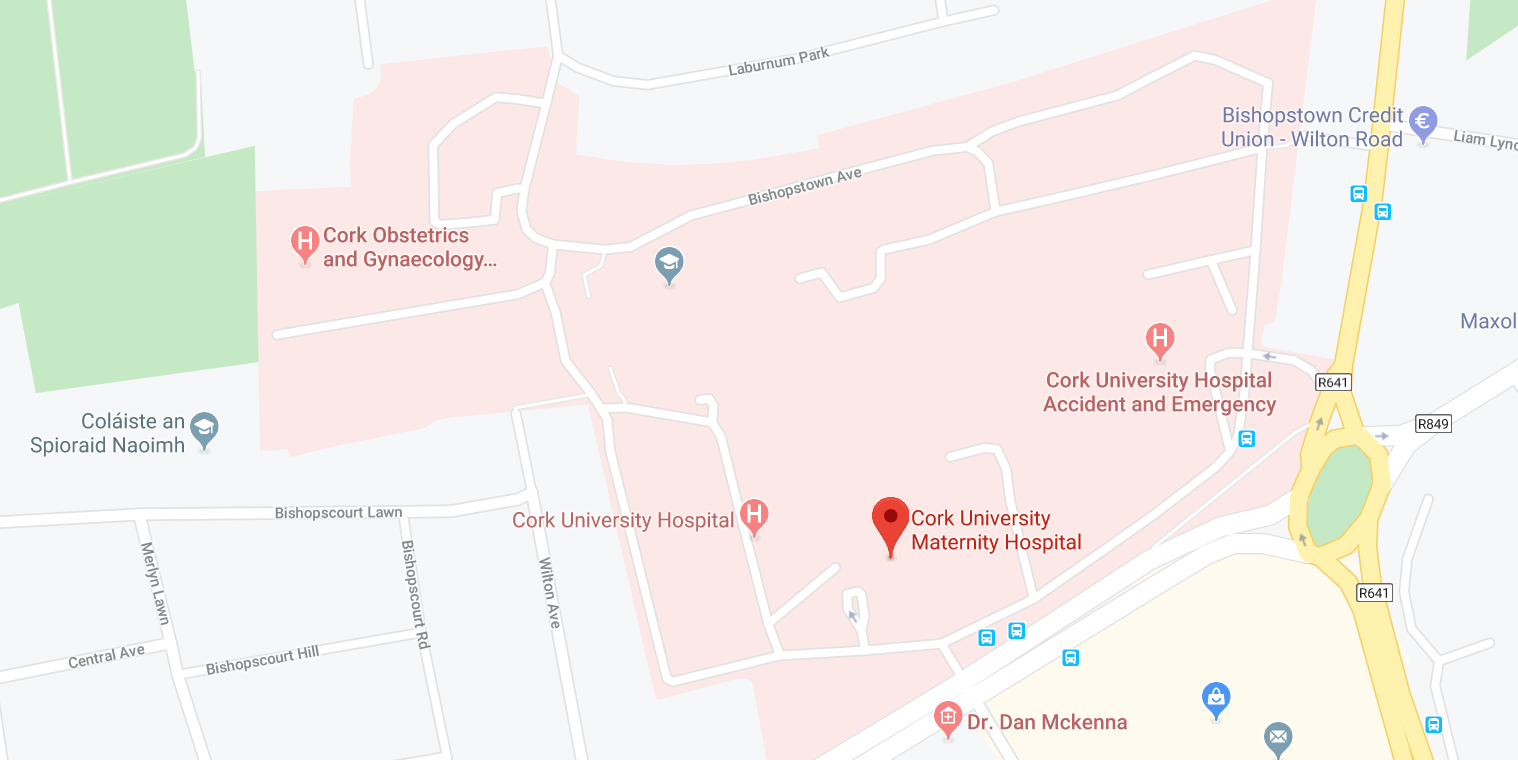 Laburnum Park
Bishopstown Credit
Union - Wilton Road
Liam Lync
Bishopstown Ave
Cork Obstetrics
and Gynaecology...
H
H
Maxol
Cork University Hospital
Accident and Emergency
R641
R849
Coláiste an
Spioraid Naoimh
Bishopscourt Lawn
Cork University Hospital
H
Cork University
Maternity Hospital
Merlyn Lawn
Bishopscourt Rd
Wilton Ave
R641
Central Ave
Bishopscourt Hill
Dr. Dan Mckenna